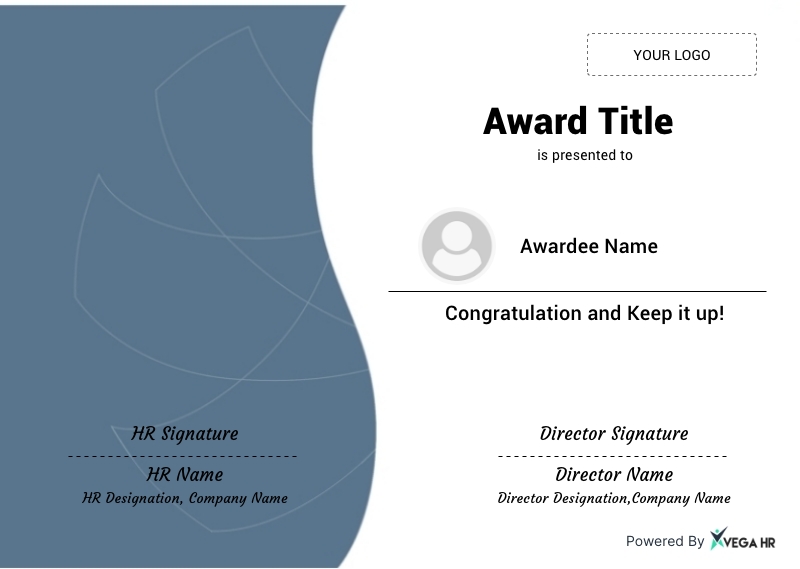 YOUR LOGO
Award Title
is presented to
Awardee Name
Congratulation and Keep it up!
HR Signature
HR Name
HR Designation, Company Name
Director Signature
Director Name
Director Designation,Company Name
Powered By VEGA HR